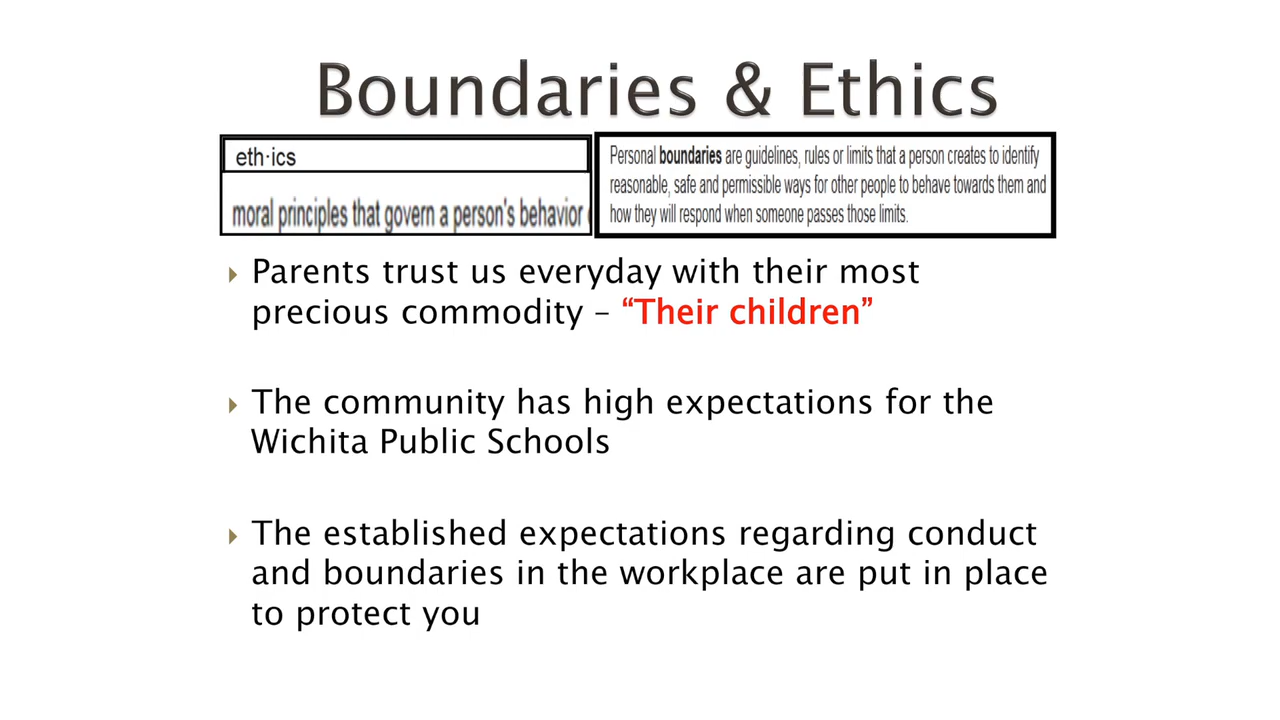 Boundaries & Ethics
eth·ics
moral principles that govern a person's behavior
Personal boundaries are guidelines, rules or limits that a person creates to identify
reasonable, safe and permissible ways for other people to behave towards them and
how they will respond when someone passes those limits.
Parents trust us everyday with their most
precious commodity – “Their children”
The community has high expectations for the
Wichita Public Schools
The established expectations regarding conduct
and boundaries in the workplace are put in place
to protect you